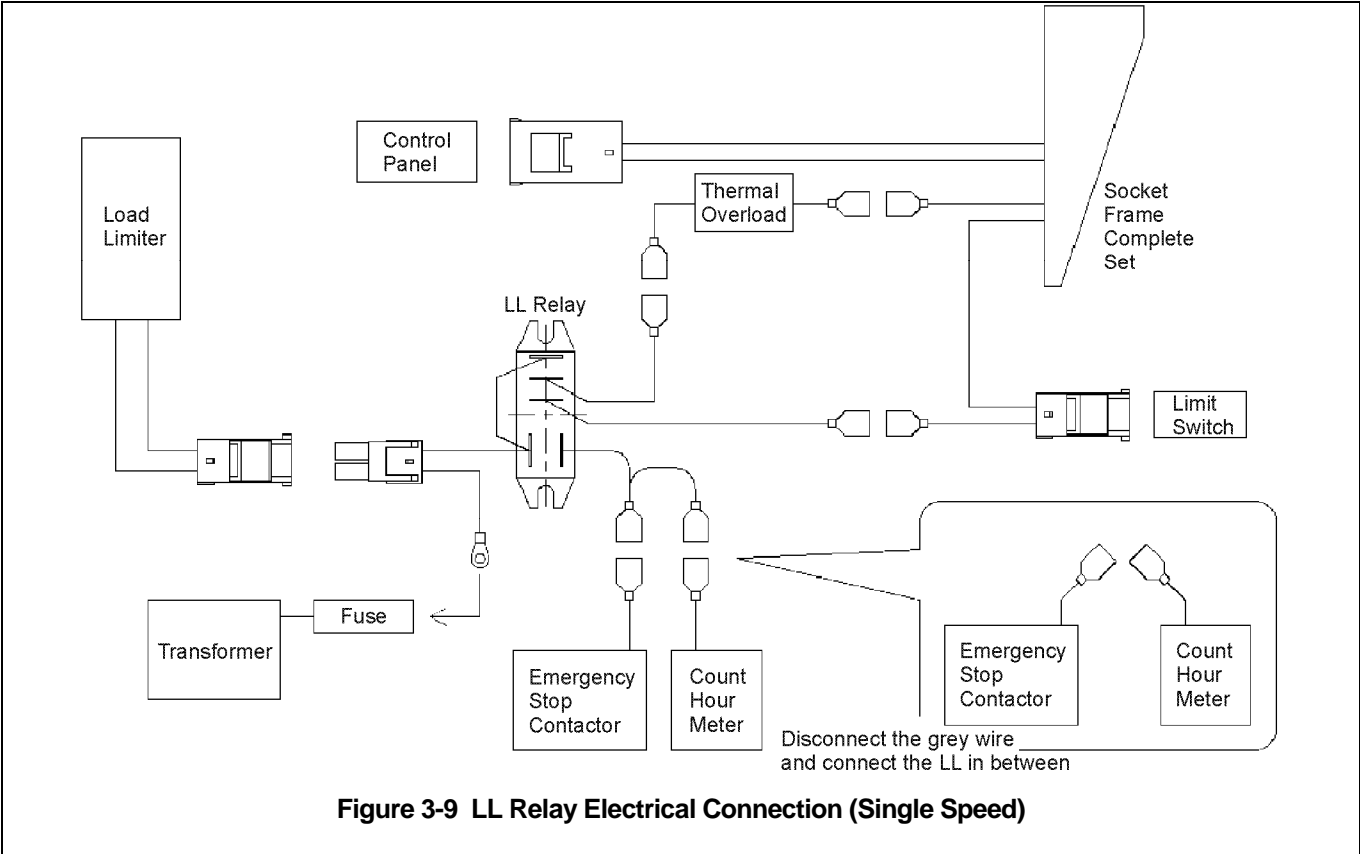 Control
Panel
Load
Limiter
Thermal
Overload
Socket
Frame
Complete
Set
LL Relay
Limit
Switch
Fuse
Transformer
Emergency
Stop
Contactor
Count
Hour
Meter
Emergency
Stop
Contactor
Count
Hour
Meter
Disconnect the grey wire
and connect the LL in between
Figure 3-9 LL Relay Electrical Connection (Single Speed)